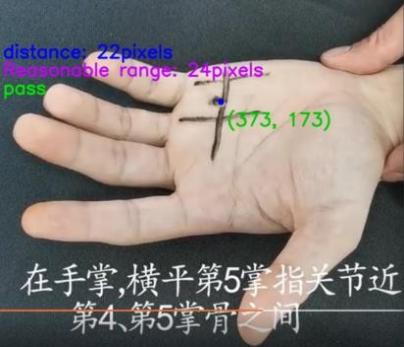 distance: 22pixels
Reasonable range: 24pixels
pass
(373, 173)
在手掌,横平第5掌指关节近
第4、第5掌骨之间